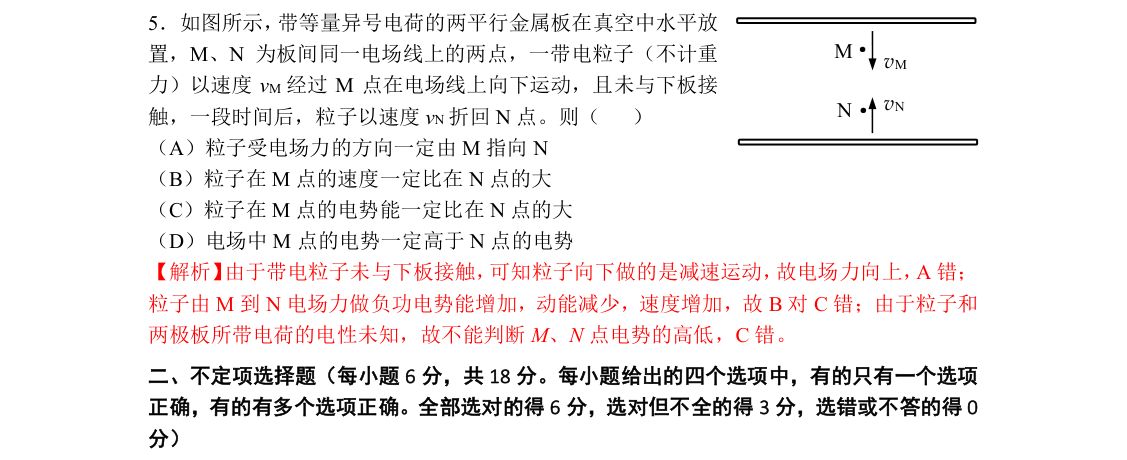 5．如图所示，带等量异号电荷的两平行金属板在真空中水平放
置，M、N 为板间同一电场线上的两点，一带电粒子（不计重
力）以速度 vM 经过 M 点在电场线上向下运动，且未与下板接
触，一段时间后，粒子以速度 vN 折回 N 点。则（ ）
（A）粒子受电场力的方向一定由 M 指向 N
（B）粒子在 M 点的速度一定比在 N 点的大
（C）粒子在 M 点的电势能一定比在 N 点的大
（D）电场中 M 点的电势一定高于 N 点的电势
M
vM
N
vN
【解析】由于带电粒子未与下板接触，可知粒子向下做的是减速运动，故电场力向上，A 错；
粒子由 M 到 N 电场力做负功电势能增加，动能减少，速度增加，故 B 对 C 错；由于粒子和
两极板所带电荷的电性未知，故不能判断 M、N 点电势的高低，C 错。
二、不定项选择题（每小题 6 分，共 18 分。每小题给出的四个选项中，有的只有一个选项
正确，有的有多个选项正确。全部选对的得 6 分，选对但不全的得 3 分，选错或不答的得 0
分）